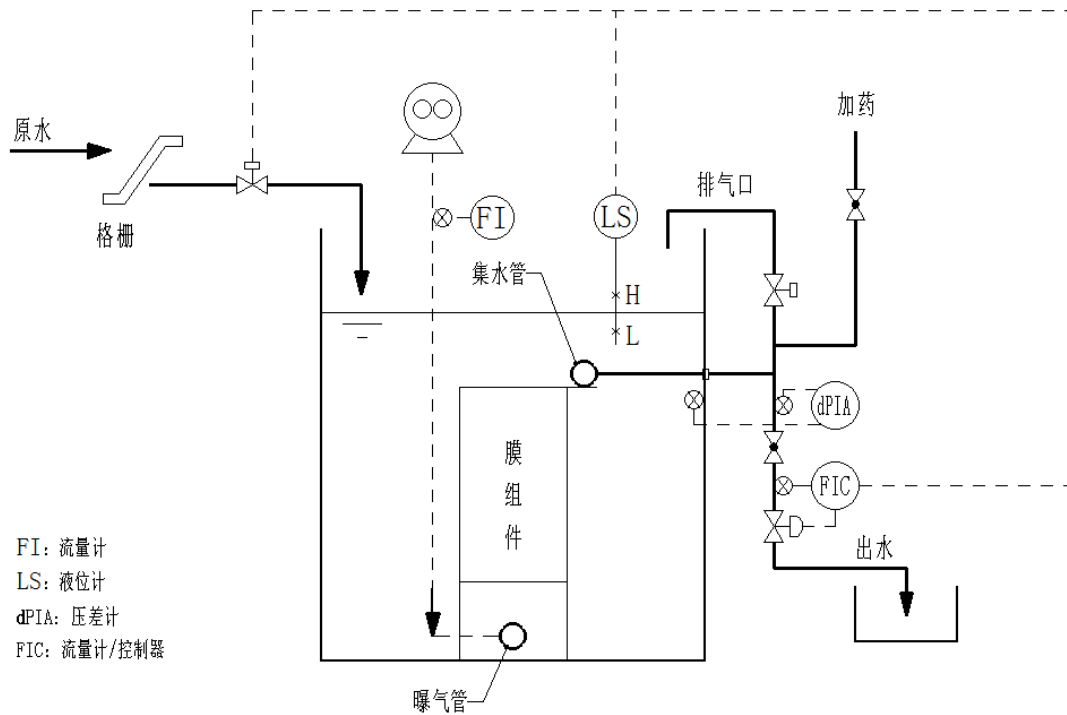 加药
原水
排气口
FI
LS
格栅
集水管
H
L
dPIA
膜组件
FIC
FI: 流量计
出水
LS: 液位计
dPIA: 压差计
FIC: 流量计/控制器
曝气管